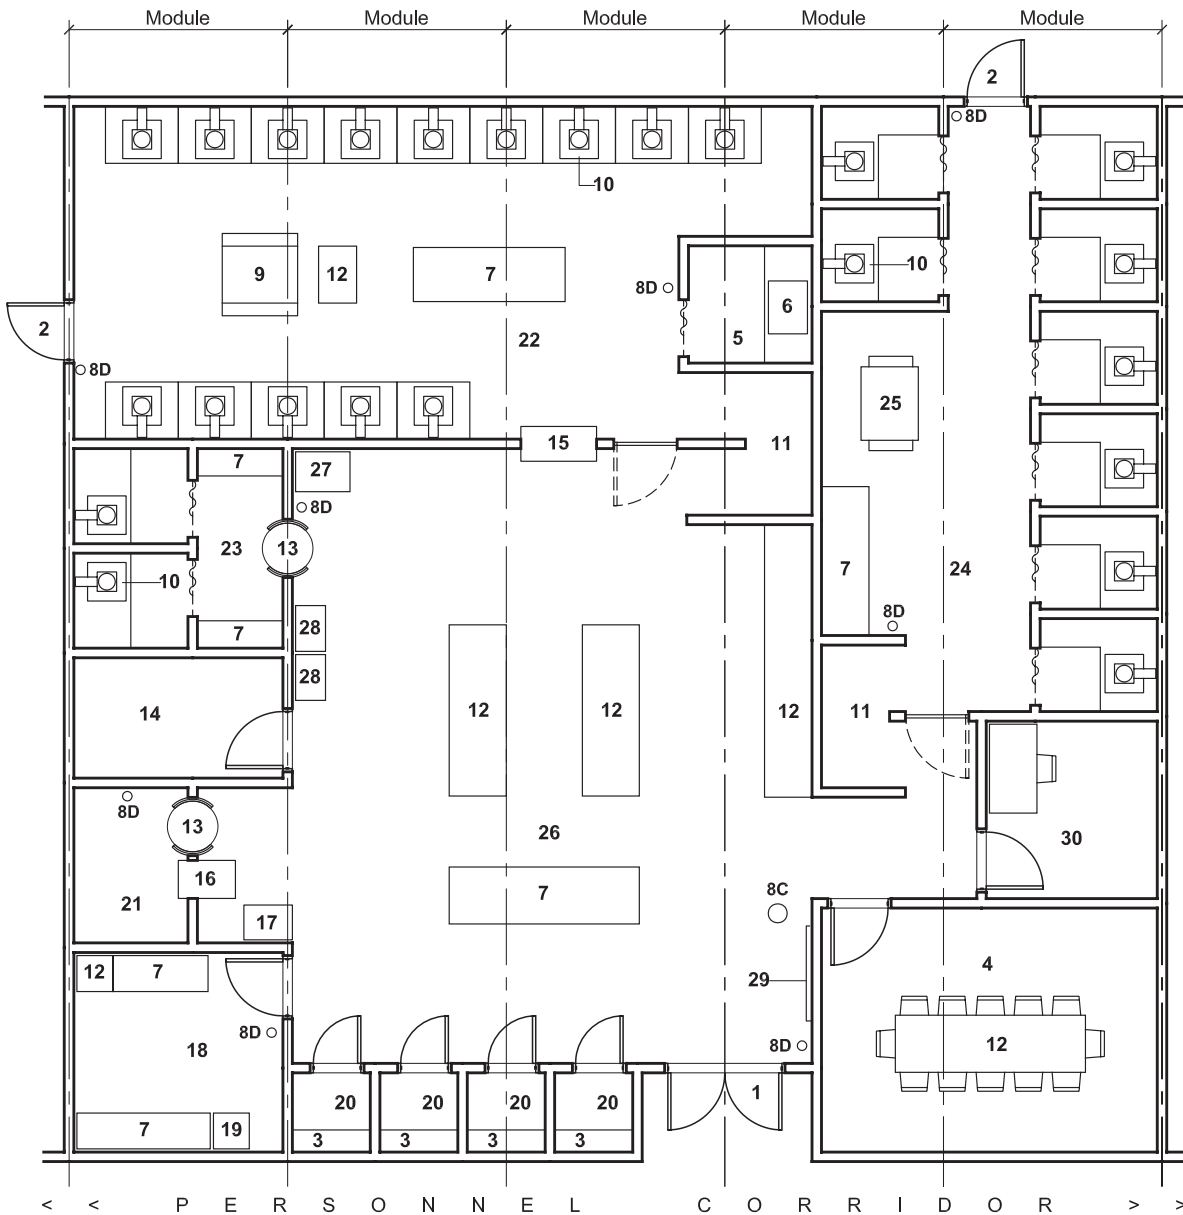 Module Module Module Module Module
2
8D
10
10
9 12 7
8D 6
2 22 5
8D
25
15 11
7 27
8D
23 13
10 7 24
28 8D
7
28
14 12 12 12 11
8D
13 26 30
16 8C
21 7
17
4
12 7 29
8D 8D
18 12
1
20 20 20 20
7 19 3 3 3 3
< < P E R S O N N E L C O R R I D O R > >